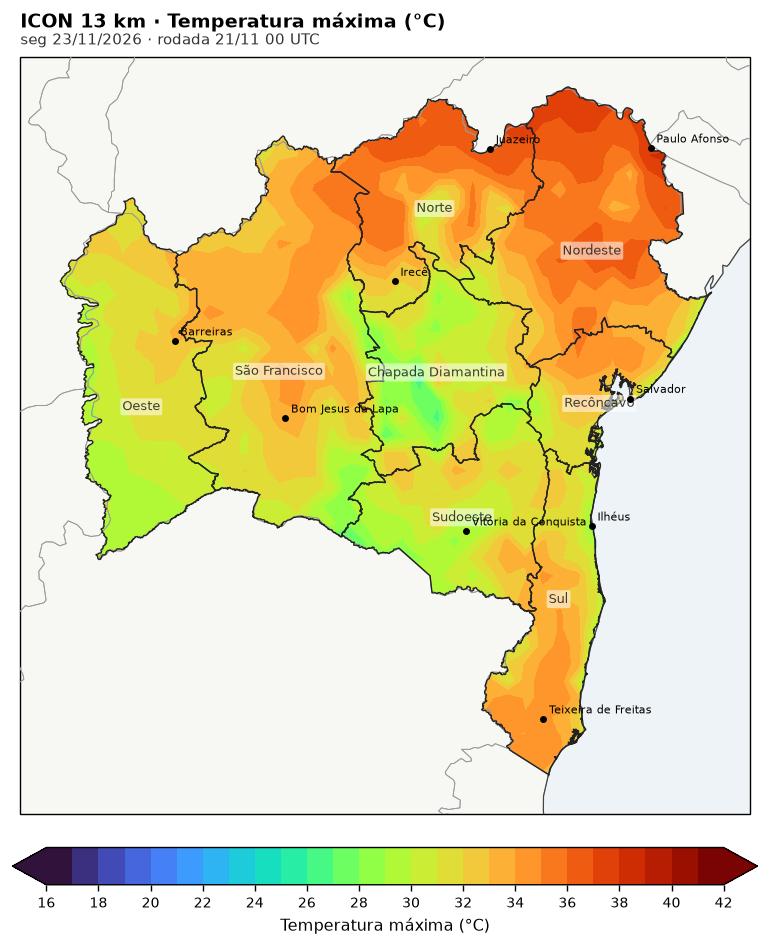 ICON 13 km · Temperatura máxima (°C)
seg 23/11/2026 · rodada 21/11 00 UTC
Juazeiro
Paulo Afonso
Norte
Nordeste
Irecê
Barreiras
São Francisco
Chapada Diamantina
Salvador
Oeste
Recôncavo
Bom Jesus da Lapa
Sudoeste
Vitória da Conquista
Ilhéus
Sul
Teixeira de Freitas
16 18 20 22 24 26 28 30 32 34 36 38 40 42
Temperatura máxima (°C)